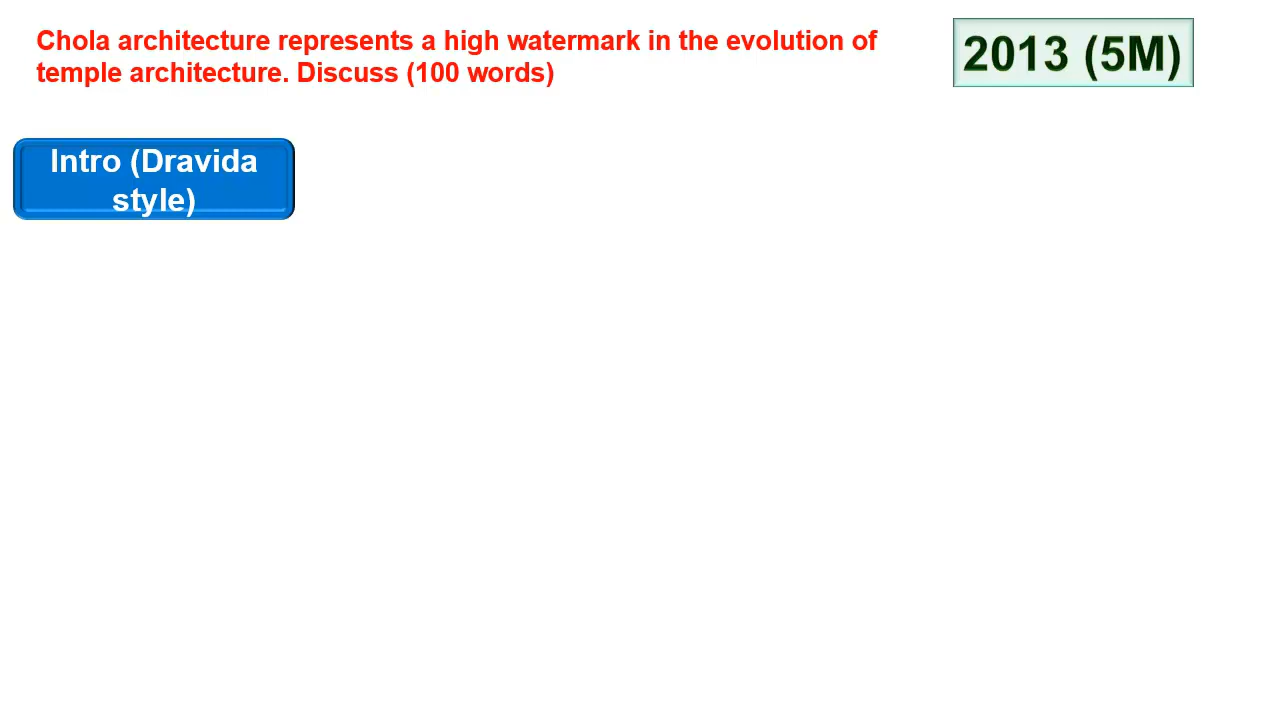 Chola architecture represents a high watermark in the evolution of
temple architecture. Discuss (100 words)
2013 (5M)
Intro (Dravida
style)